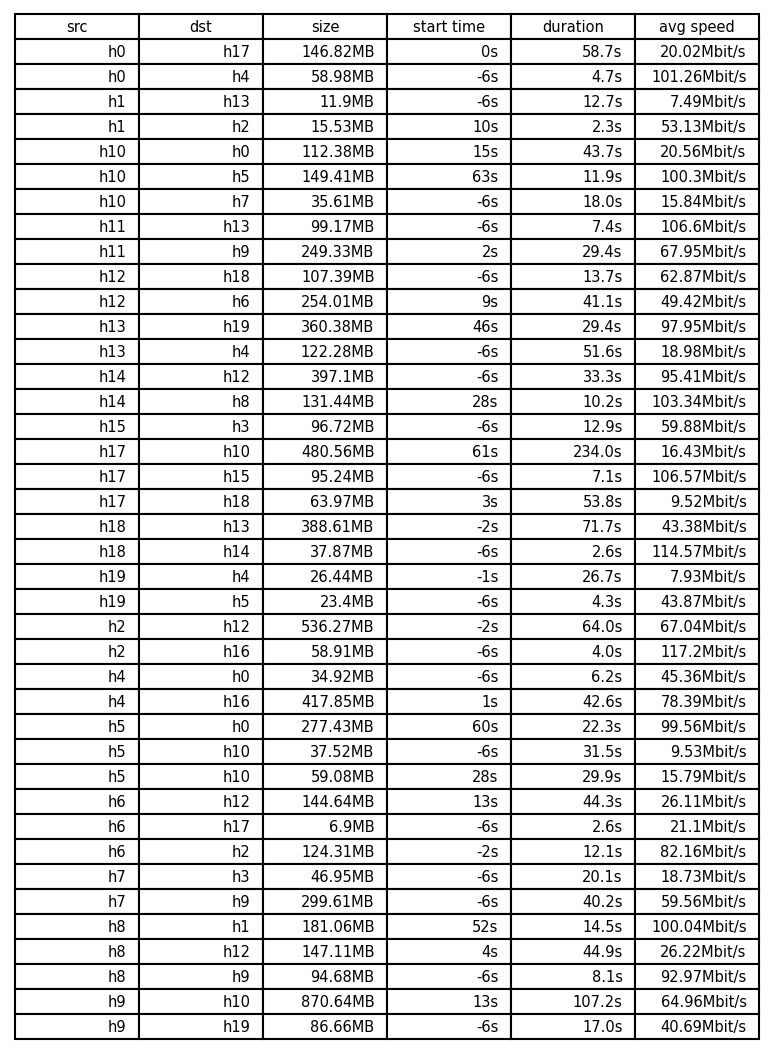 src dst size start time duration avg speed
h0 h17 146.82MB 0s 58.7s 20.02Mbit/s
h0 h4 58.98MB -6s 4.7s 101.26Mbit/s
h1 h13 11.9MB -6s 12.7s 7.49Mbit/s
h1 h2 15.53MB 10s 2.3s 53.13Mbit/s
h10 h0 112.38MB 15s 43.7s 20.56Mbit/s
h10 h5 149.41MB 63s 11.9s 100.3Mbit/s
h10 h7 35.61MB -6s 18.0s 15.84Mbit/s
h11 h13 99.17MB -6s 7.4s 106.6Mbit/s
h11 h9 249.33MB 2s 29.4s 67.95Mbit/s
h12 h18 107.39MB -6s 13.7s 62.87Mbit/s
h12 h6 254.01MB 9s 41.1s 49.42Mbit/s
h13 h19 360.38MB 46s 29.4s 97.95Mbit/s
h13 h4 122.28MB -6s 51.6s 18.98Mbit/s
h14 h12 397.1MB -6s 33.3s 95.41Mbit/s
h14 h8 131.44MB 28s 10.2s 103.34Mbit/s
h15 h3 96.72MB -6s 12.9s 59.88Mbit/s
h17 h10 480.56MB 61s 234.0s 16.43Mbit/s
h17 h15 95.24MB -6s 7.1s 106.57Mbit/s
h17 h18 63.97MB 3s 53.8s 9.52Mbit/s
h18 h13 388.61MB -2s 71.7s 43.38Mbit/s
h18 h14 37.87MB -6s 2.6s 114.57Mbit/s
h19 h4 26.44MB -1s 26.7s 7.93Mbit/s
h19 h5 23.4MB -6s 4.3s 43.87Mbit/s
h2 h12 536.27MB -2s 64.0s 67.04Mbit/s
h2 h16 58.91MB -6s 4.0s 117.2Mbit/s
h4 h0 34.92MB -6s 6.2s 45.36Mbit/s
h4 h16 417.85MB 1s 42.6s 78.39Mbit/s
h5 h0 277.43MB 60s 22.3s 99.56Mbit/s
h5 h10 37.52MB -6s 31.5s 9.53Mbit/s
h5 h10 59.08MB 28s 29.9s 15.79Mbit/s
h6 h12 144.64MB 13s 44.3s 26.11Mbit/s
h6 h17 6.9MB -6s 2.6s 21.1Mbit/s
h6 h2 124.31MB -2s 12.1s 82.16Mbit/s
h7 h3 46.95MB -6s 20.1s 18.73Mbit/s
h7 h9 299.61MB -6s 40.2s 59.56Mbit/s
h8 h1 181.06MB 52s 14.5s 100.04Mbit/s
h8 h12 147.11MB 4s 44.9s 26.22Mbit/s
h8 h9 94.68MB -6s 8.1s 92.97Mbit/s
h9 h10 870.64MB 13s 107.2s 64.96Mbit/s
h9 h19 86.66MB -6s 17.0s 40.69Mbit/s